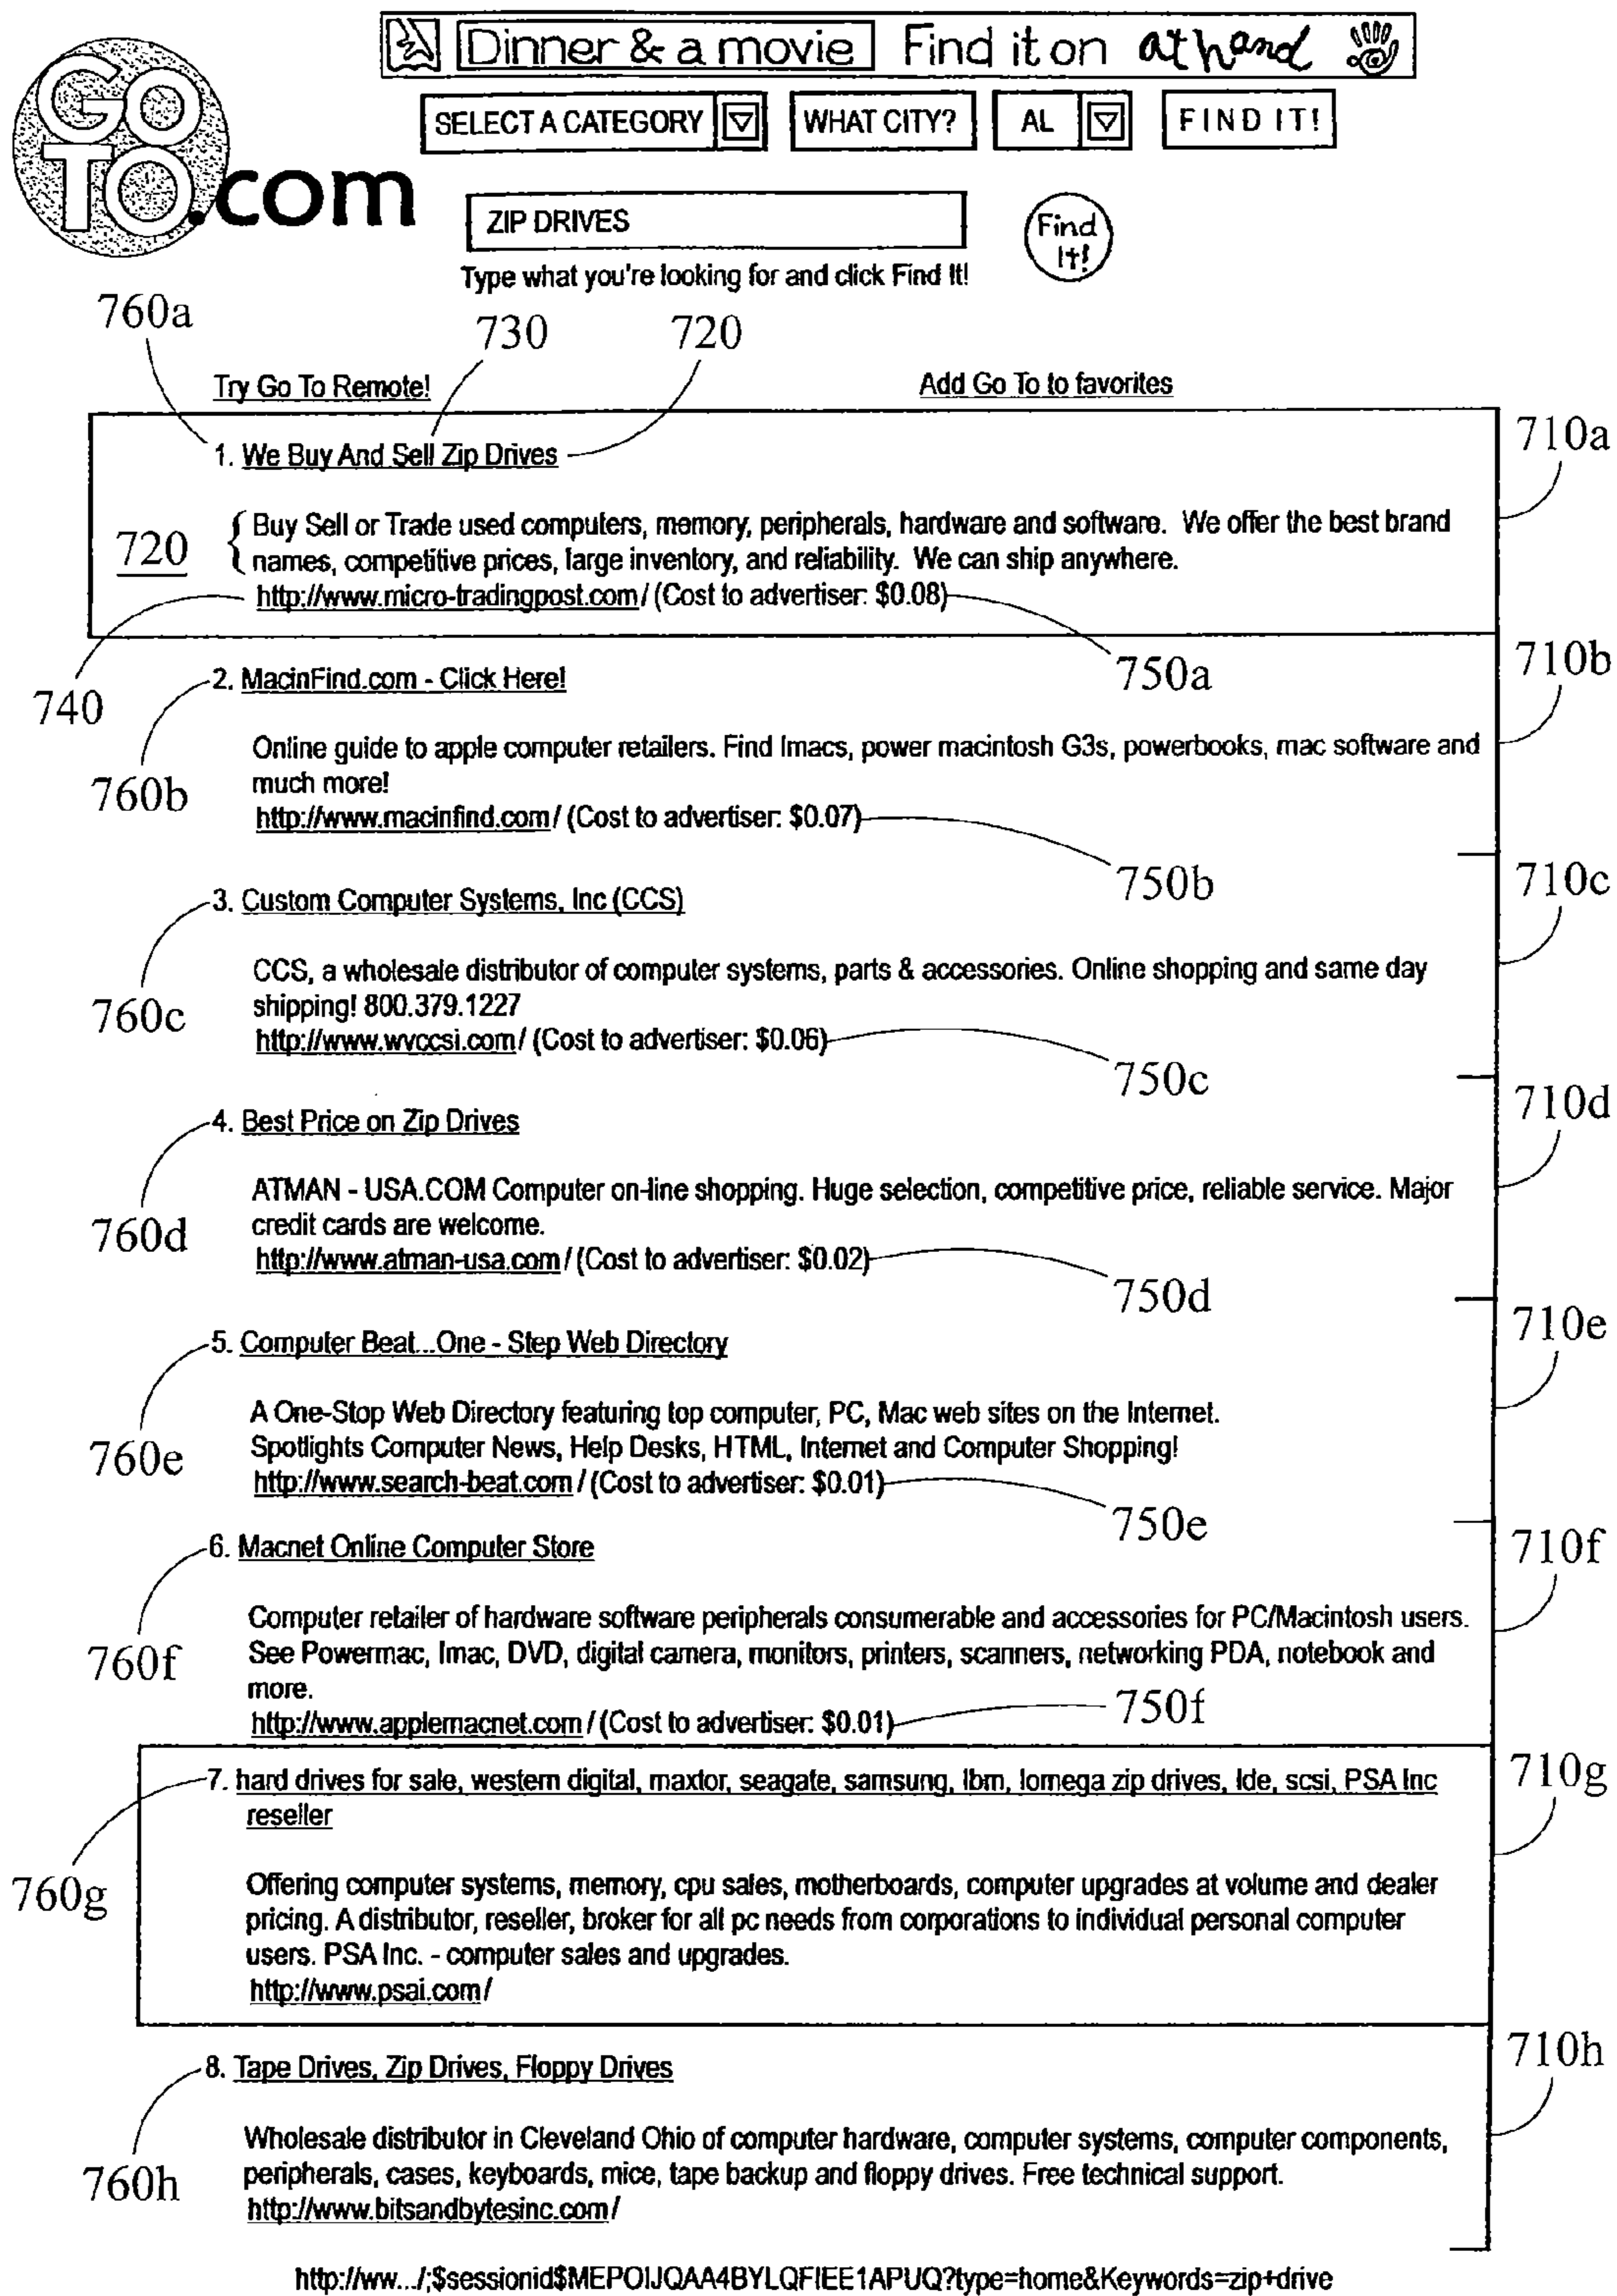 Dinner & a movie Find it on at hand
GO TO.com
SELECT A CATEGORY WHAT CITY? AL FIND IT!
ZIP DRIVES Find It!
Type what you're looking for and click Find It!
760a 730 720
Try Go To Remote! Add Go To to favorites
710a
1. We Buy And Sell Zip Drives
720
Buy Sell or Trade used computers, memory, peripherals, hardware and software. We offer the best brand
names, competitive prices, large inventory, and reliability. We can ship anywhere.
http://www.micro-tradingpost.com/ (Cost to advertiser: $0.08)
740 750a 710b
2. MacinFind.com - Click Here!
760b
Online guide to apple computer retailers. Find Imacs, power macintosh G3s, powerbooks, mac software and
much more!
http://www.macinfind.com/ (Cost to advertiser: $0.07)
750b 710c
3. Custom Computer Systems, Inc (CCS)
760c
CCS, a wholesale distributor of computer systems, parts & accessories. Online shopping and same day
shipping! 800.379.1227
http://www.wvccsi.com/ (Cost to advertiser: $0.06)
750c 710d
4. Best Price on Zip Drives
760d
ATMAN - USA.COM Computer on-line shopping. Huge selection, competitive price, reliable service. Major
credit cards are welcome.
http://www.atman-usa.com / (Cost to advertiser: $0.02)
750d 710e
5. Computer Beat...One - Step Web Directory
760e
A One-Stop Web Directory featuring top computer, PC, Mac web sites on the Internet.
Spotlights Computer News, Help Desks, HTML, Internet and Computer Shopping!
http://www.search-beat.com / (Cost to advertiser: $0.01)
750e 710f
6. Macnet Online Computer Store
760f
Computer retailer of hardware software peripherals consumerable and accessories for PC/Macintosh users.
See Powermac, Imac, DVD, digital camera, monitors, printers, scanners, networking PDA, notebook and
more.
http://www.applemacnet.com / (Cost to advertiser: $0.01)
750f 710g
7. hard drives for sale, western digital, maxtor, seagate, samsung, Ibm, Iomega zip drives, Ide, scsi, PSA Inc
reseller
760g
Offering computer systems, memory, cpu sales, motherboards, computer upgrades at volume and dealer
pricing. A distributor, reseller, broker for all pc needs from corporations to individual personal computer
users. PSA Inc. - computer sales and upgrades.
http://www.psai.com/
710h
8. Tape Drives, Zip Drives, Floppy Drives
760h
Wholesale distributor in Cleveland Ohio of computer hardware, computer systems, computer components,
peripherals, cases, keyboards, mice, tape backup and floppy drives. Free technical support.
http://www.bitsandbytesinc.com/
http://ww.../;$sessionid$MEPOIJQAA4BYLQFIEE1APUQ?type=home&Keywords=zip+drive